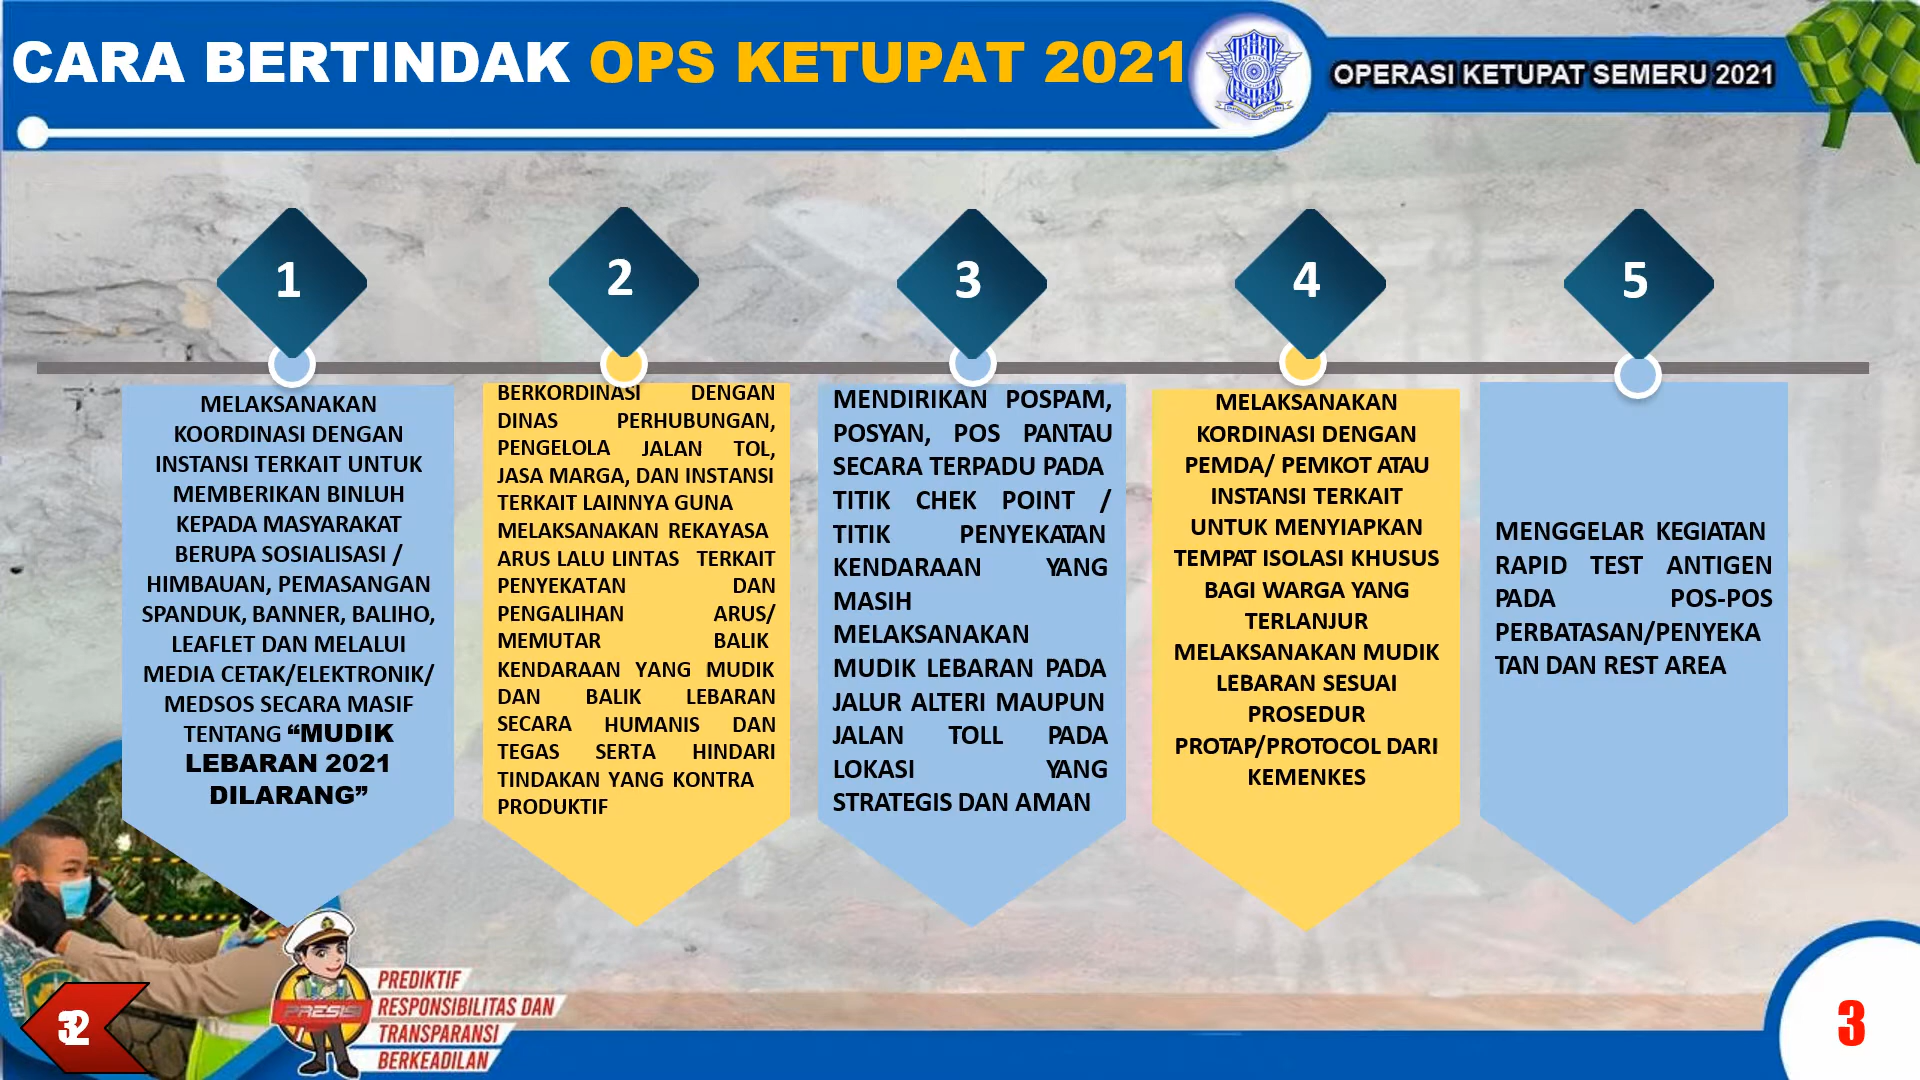 CARA BERTINDAK OPS KETUPAT 2021
OPERASI KETUPAT SEMERU 2021
1
MELAKSANAKAN
KOORDINASI DENGAN
INSTANSI TERKAIT UNTUK
MEMBERIKAN BINLUH
KEPADA MASYARAKAT
BERUPA SOSIALISASI /
HIMBAUAN, PEMASANGAN
SPANDUK, BANNER, BALIHO,
LEAFLET DAN MELALUI
MEDIA CETAK/ELEKTRONIK/
MEDSOS SECARA MASIF
TENTANG “MUDIK
LEBARAN 2021
DILARANG”
2
BERKORDINASI DENGAN
DINAS PERHUBUNGAN,
PENGELOLA JALAN TOL,
JASA MARGA, DAN INSTANSI
TERKAIT LAINNYA GUNA
MELAKSANAKAN REKAYASA
ARUS LALU LINTAS TERKAIT
PENYEKATAN DAN
PENGALIHAN ARUS/
MEMUTAR BALIK
KENDARAAN YANG MUDIK
DAN BALIK LEBARAN
SECARA HUMANIS DAN
TEGAS SERTA HINDARI
TINDAKAN YANG KONTRA
PRODUKTIF
3
MENDIRIKAN POSPAM,
POSYAN, POS PANTAU
SECARA TERPADU PADA
TITIK CHEK POINT /
TITIK PENYEKATAN
KENDARAAN YANG
MASIH
MELAKSANAKAN
MUDIK LEBARAN PADA
JALUR ALTERI MAUPUN
JALAN TOLL PADA
LOKASI YANG
STRATEGIS DAN AMAN
4
MELAKSANAKAN
KORDINASI DENGAN
PEMDA/ PEMKOT ATAU
INSTANSI TERKAIT
UNTUK MENYIAPKAN
TEMPAT ISOLASI KHUSUS
BAGI WARGA YANG
TERLANJUR
MELAKSANAKAN MUDIK
LEBARAN SESUAI
PROSEDUR
PROTAP/PROTOCOL DARI
KEMENKES
5
MENGGELAR KEGIATAN
RAPID TEST ANTIGEN
PADA POS-POS
PERBATASAN/PENYEKA
TAN DAN REST AREA
PRESISI
PREDIKTIF
RESPONSIBILITAS DAN
TRANSPARANSI
BERKEADILAN
3